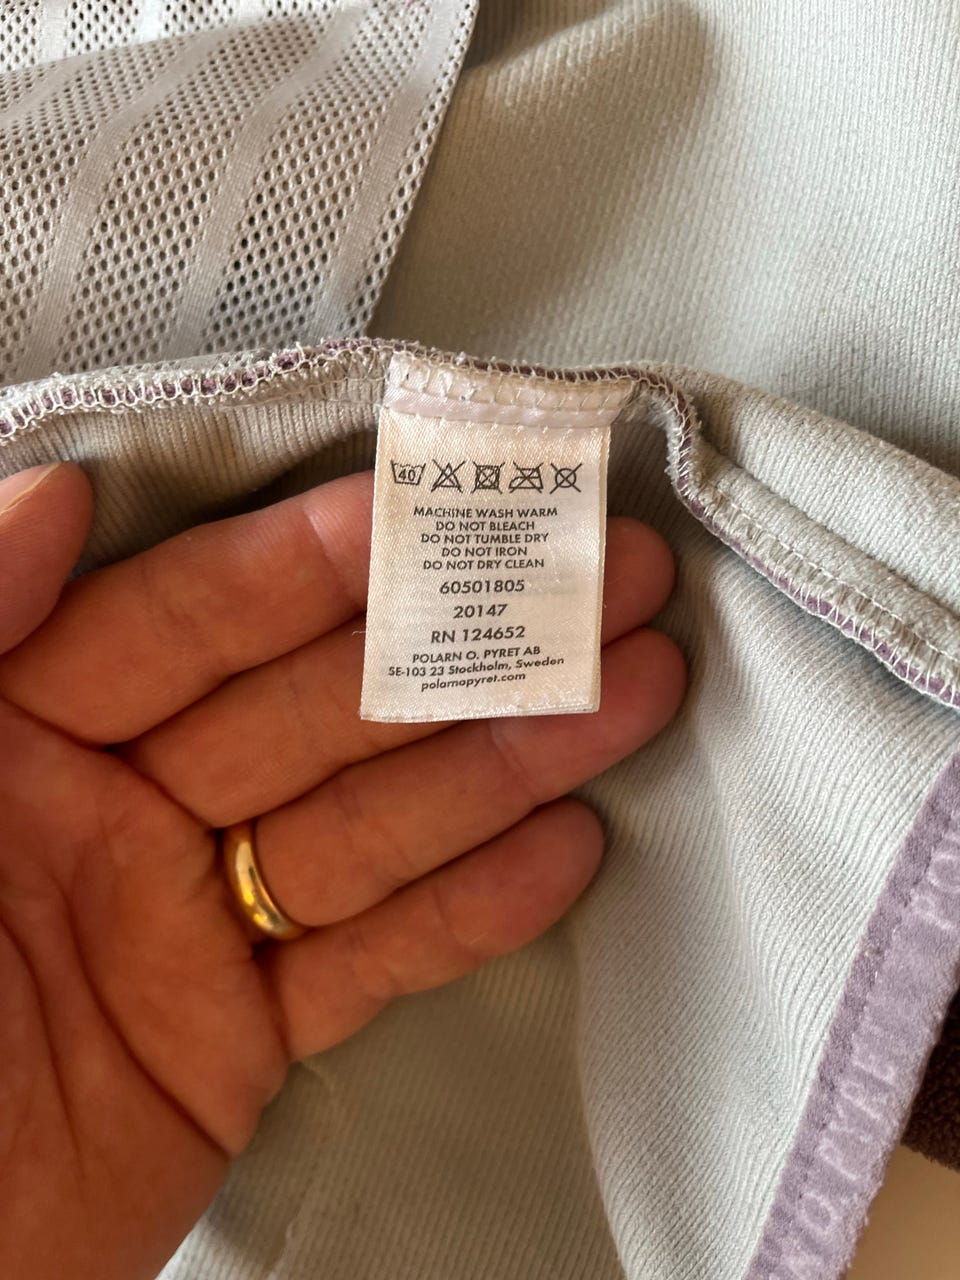 40
MACHINE WASH WARM
DO NOT BLEACH
DO NOT TUMBLE DRY
DO NOT IRON
DO NOT DRY CLEAN
60501805
20147
RN 124652
POLARN O. PYRET AB
SE-103 23 Stockholm, Sweden
polarnopyret.com
O.PYRET